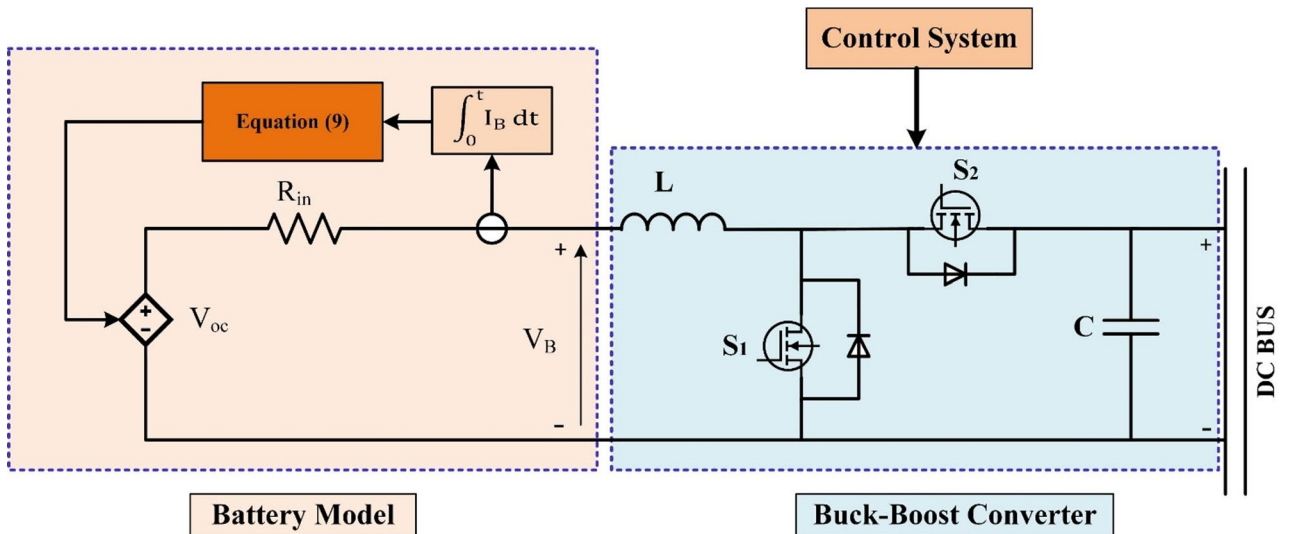 Control System
Equation (9)
∫₀ᵗ I_B dt
R_in
+
-
V_oc
+
V_B
-
L
S₂
S₁
C
+
-
DC BUS
Battery Model
Buck-Boost Converter